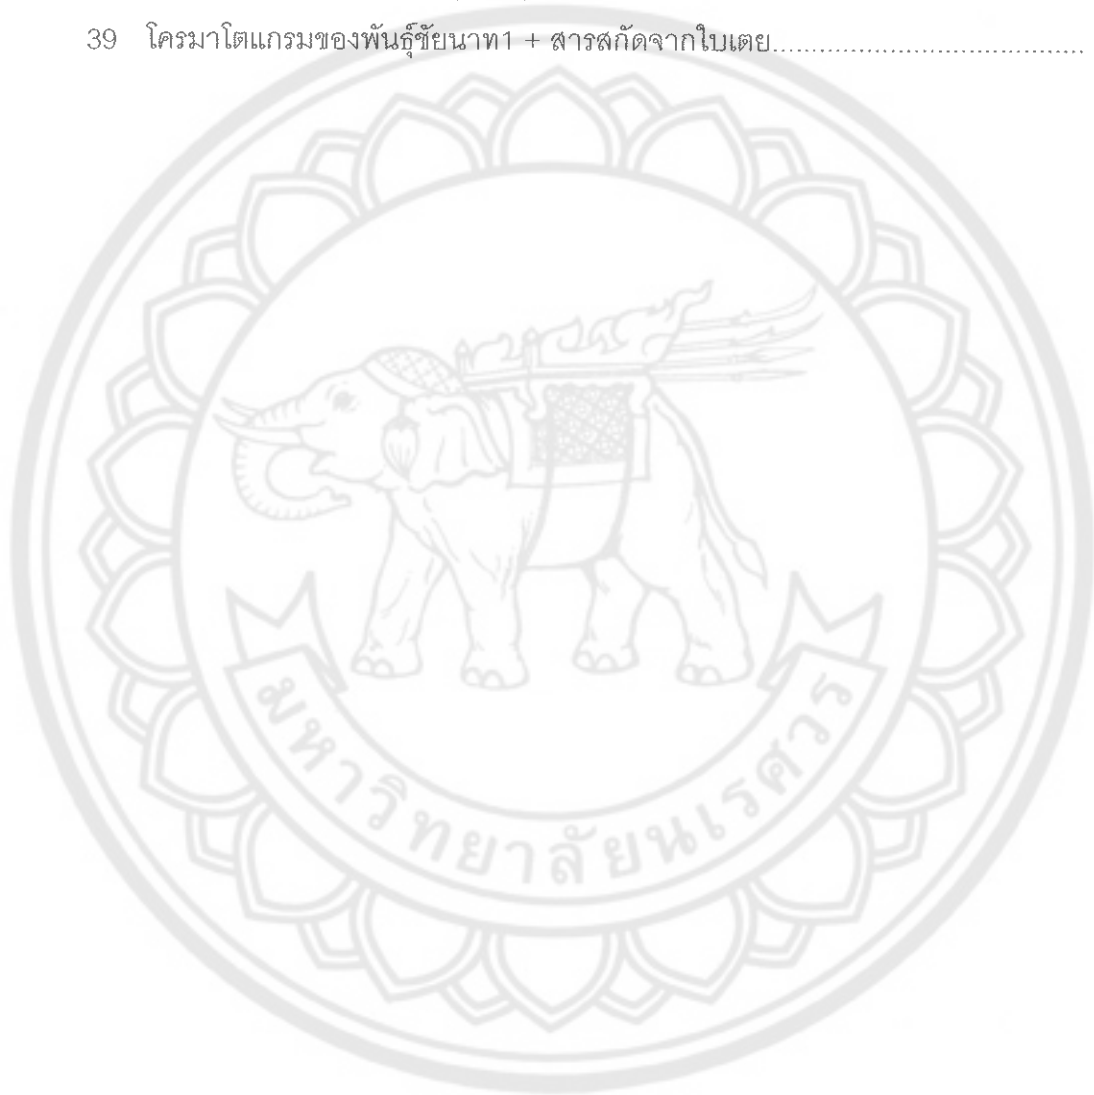 39 โครมาโตแกรมของพันธุ์ชัยนาท1 + สารสกัดจากใบเตย....................................
มหาวิทยาลัยนเรศวร